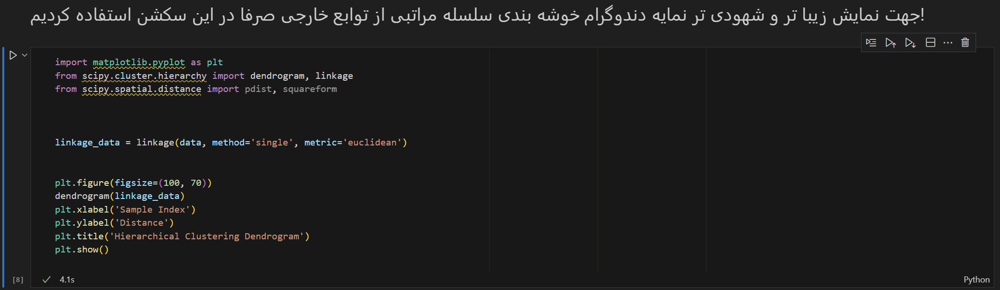 جهت نمایش زیبا تر و شهودی تر نمایه دندوگرام خوشه بندی سلسله مراتبی از توابع خارجی صرفا در این سکشن استفاده کردیم!
import matplotlib.pyplot as plt
from scipy.cluster.hierarchy import dendrogram, linkage
from scipy.spatial.distance import pdist, squareform
linkage_data = linkage(data, method='single', metric='euclidean')
plt.figure(figsize=(100, 70))
dendrogram(linkage_data)
plt.xlabel('Sample Index')
plt.ylabel('Distance')
plt.title('Hierarchical Clustering Dendrogram')
plt.show()
[8] 4.1s Python